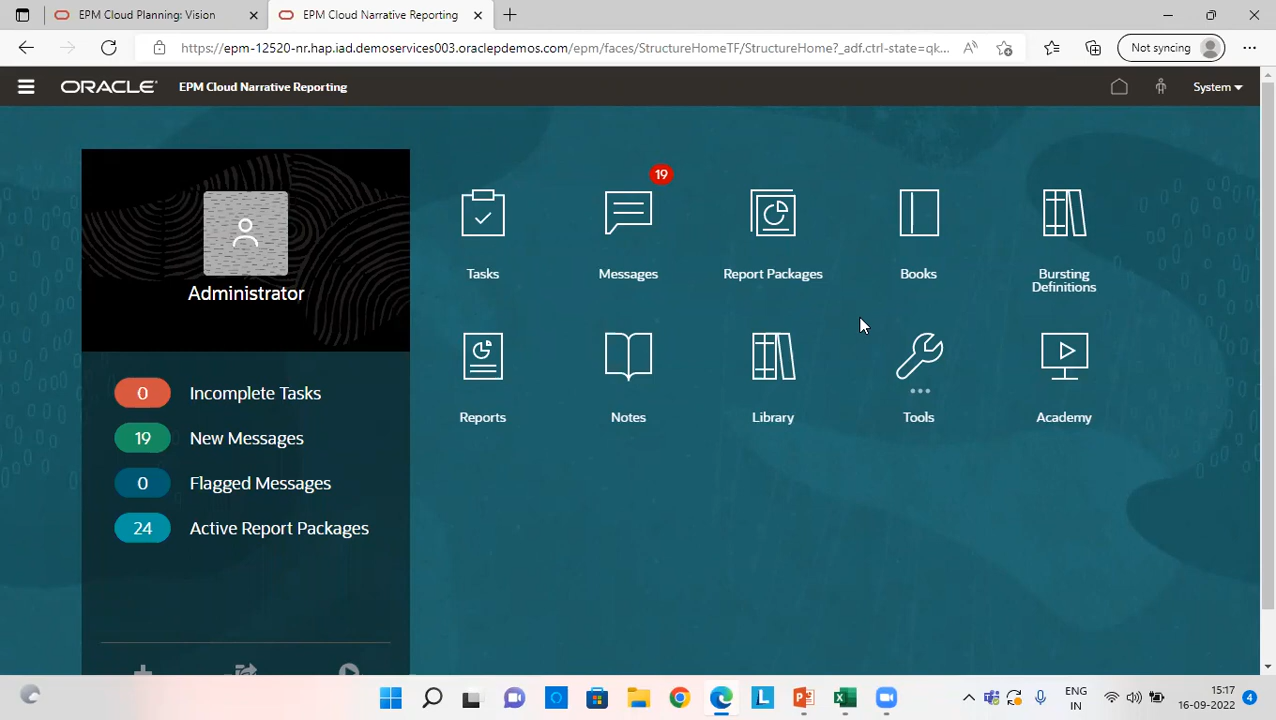 EPM Cloud Planning: Vision
EPM Cloud Narrative Reporting
https://epm-12520-nr.hap.iad.demoservices003.oraclepdemos.com/epm/faces/StructureHomeTF/StructureHome?_adf.ctrl-state=qk...
Not syncing
ORACLE
EPM Cloud Narrative Reporting
System
19
Tasks
Messages
Report Packages
Books
Bursting
Definitions
Administrator
Reports
Notes
Library
Tools
Academy
0 Incomplete Tasks
19 New Messages
0 Flagged Messages
24 Active Report Packages
ENG
IN
15:17
16-09-2022
4